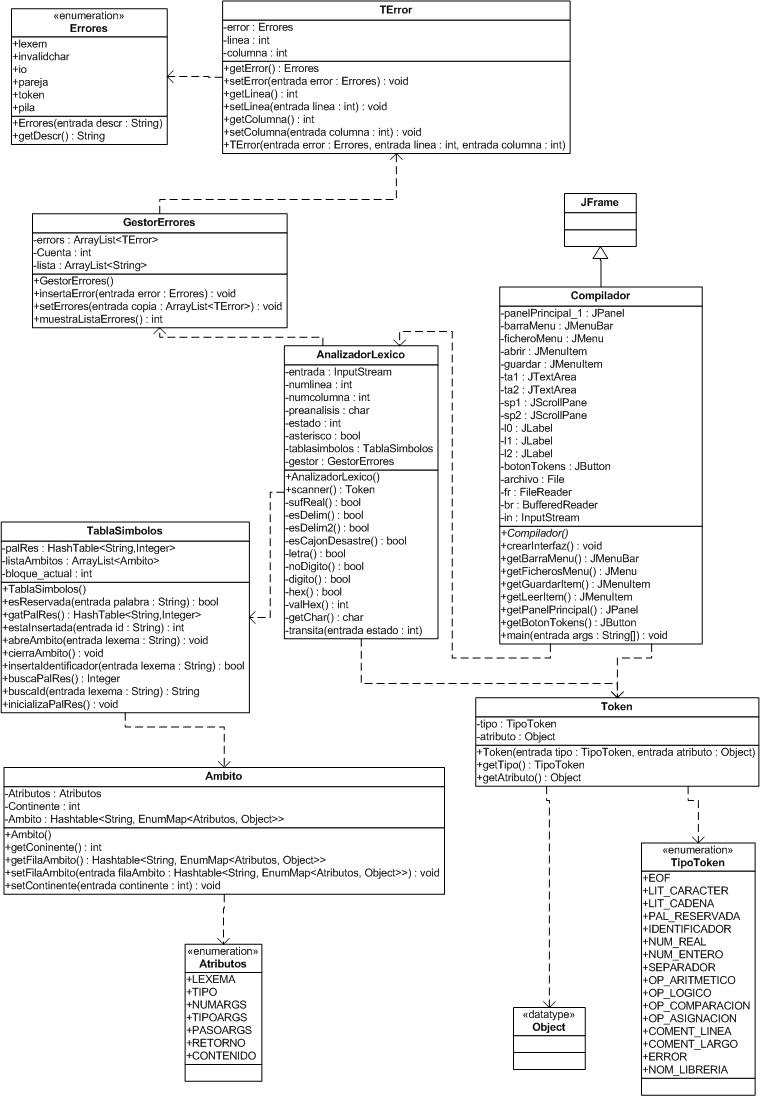 «enumeration»
Errores
+lexem
+invalidchar
+io
+pareja
+token
+pila
+Errores(entrada descr : String)
+getDescr() : String
TError
-error : Errores
-linea : int
-columna : int
+getError() : Errores
+setError(entrada error : Errores) : void
+getLinea() : int
+setLinea(entrada linea : int) : void
+getColumna() : int
+setColumna(entrada columna : int) : void
+TError(entrada error : Errores, entrada linea : int, entrada columna : int)
GestorErrores
-errors : ArrayList<TError>
-Cuenta : int
-lista : ArrayList<String>
+GestorErrores()
+insertaError(entrada error : Errores) : void
+setErrores(entrada copia : ArrayList<TError>) : void
+muestraListaErrores() : int
JFrame
Compilador
-panelPrincipal_1 : JPanel
-barraMenu : JMenuBar
-ficheroMenu : JMenu
-abrir : JMenuItem
-guardar : JMenuItem
-ta1 : JTextArea
-ta2 : JTextArea
-sp1 : JScrollPane
-sp2 : JScrollPane
-l0 : JLabel
-l1 : JLabel
-l2 : JLabel
-botonTokens : JButton
-archivo : File
-fr : FileReader
-br : BufferedReader
-in : InputStream
+Compilador()
+crearInterfaz() : void
+getBarraMenu() : JMenuBar
+getFicherosMenu() : JMenu
+getGuardarItem() : JMenuItem
+getLeerItem() : JMenuItem
+getPanelPrincipal() : JPanel
+getBotonTokens() : JButton
+main(entrada args : String[]) : void
AnalizadorLexico
-entrada : InputStream
-numlinea : int
-numcolumna : int
-preanalisis : char
-estado : int
-asterisco : bool
-tablasimbolos : TablaSimbolos
-gestor : GestorErrores
+AnalizadorLexico()
+scanner() : Token
-sufReal() : bool
-esDelim() : bool
-esDelim2() : bool
-esCajonDesastre() : bool
-letra() : bool
-noDigito() : bool
-digito() : bool
-hex() : bool
-valHex() : int
-getChar() : char
-transita(entrada estado : int)
TablaSimbolos
-palRes : HashTable<String,Integer>
-listaAmbitos : ArrayList<Ambito>
-bloque_actual : int
+TablaSimbolos()
+esReservada(entrada palabra : String) : bool
+gatPalRes() : HashTable<String,Integer>
+estaInsertada(entrada id : String) : int
+abreAmbito(entrada lexema : String) : void
+cierraAmbito() : void
+insertaIdentificador(entrada lexema : String) : bool
+buscaPalRes() : Integer
+buscaId(entrada lexema : String) : String
+inicializaPalRes() : void
Token
-tipo : TipoToken
-atributo : Object
+Token(entrada tipo : TipoToken, entrada atributo : Object)
+getTipo() : TipoToken
+getAtributo() : Object
Ambito
-Atributos : Atributos
-Continente : int
-Ambito : Hashtable<String, EnumMap<Atributos, Object>>
+Ambito()
+getConinente() : int
+getFilaAmbito() : Hashtable<String, EnumMap<Atributos, Object>>
+setFilaAmbito(entrada filaAmbito : Hashtable<String, EnumMap<Atributos, Object>>) : void
+setContinente(entrada continente : int) : void
«enumeration»
TipoToken
+EOF
+LIT_CARACTER
+LIT_CADENA
+PAL_RESERVADA
+IDENTIFICADOR
+NUM_REAL
+NUM_ENTERO
+SEPARADOR
+OP_ARITMETICO
+OP_LOGICO
+OP_COMPARACION
+OP_ASIGNACION
+COMENT_LINEA
+COMENT_LARGO
+ERROR
+NOM_LIBRERIA
«enumeration»
Atributos
+LEXEMA
+TIPO
+NUMARGS
+TIPOARGS
+PASOARGS
+RETORNO
+CONTENIDO
«datatype»
Object